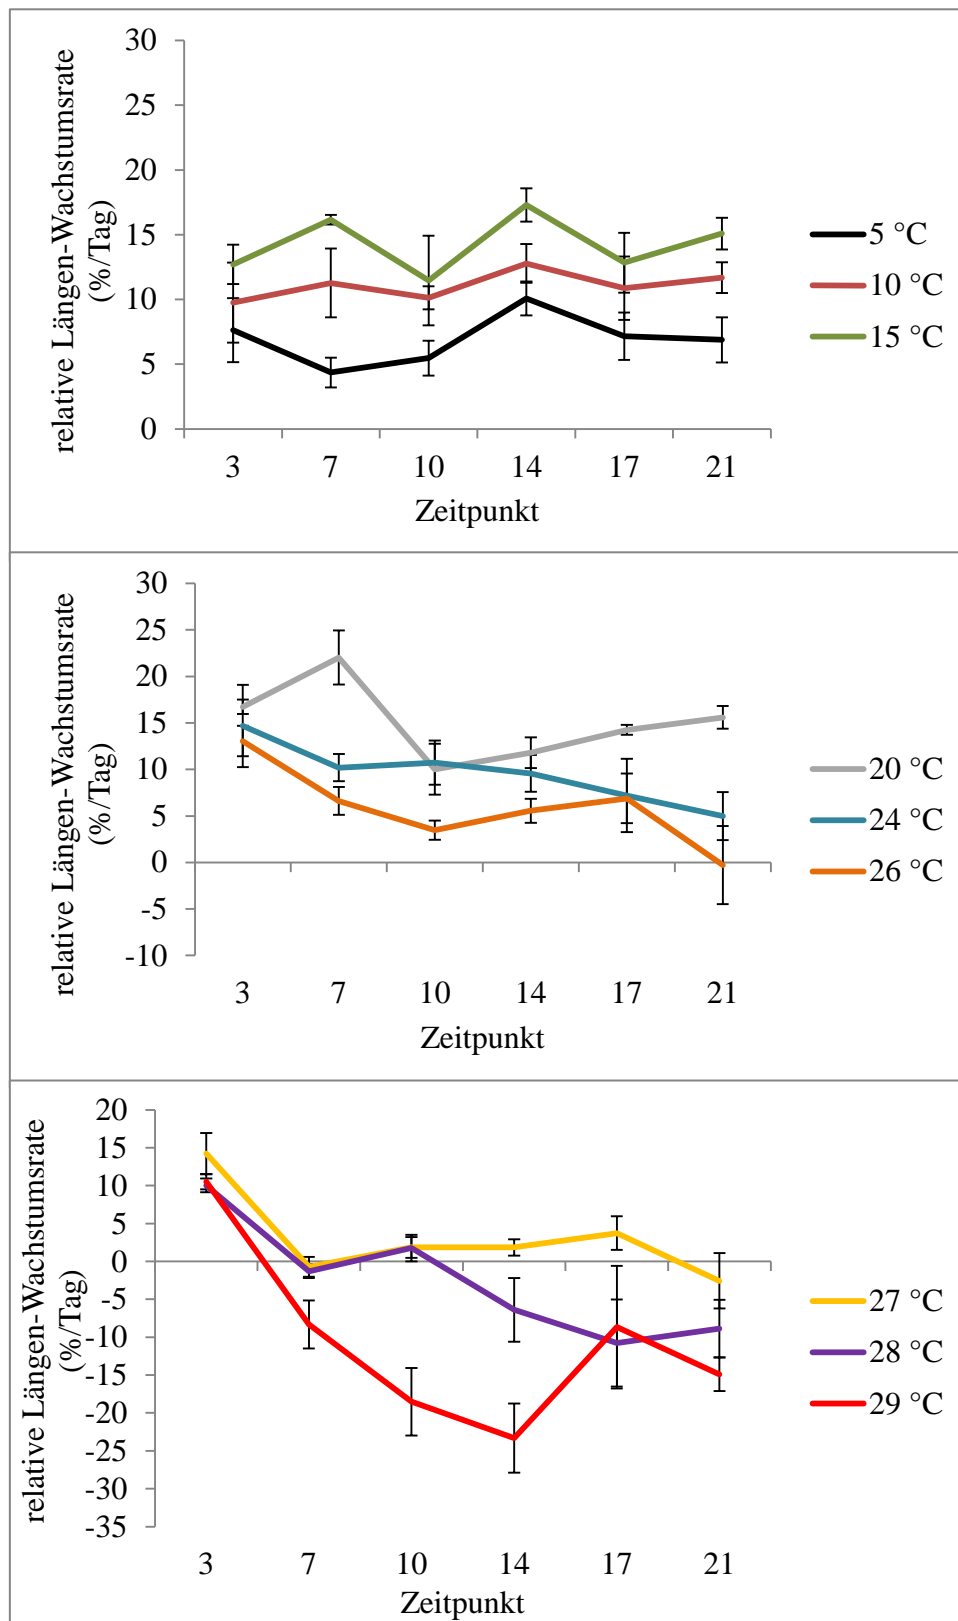 relative Längen-Wachstumsrate
(%/Tag)
30
25
20
15
10
5
0
3 7 10 14 17 21
Zeitpunkt
5 °C
10 °C
15 °C
relative Längen-Wachstumsrate
(%/Tag)
30
25
20
15
10
5
0
-5
-10
3 7 10 14 17 21
Zeitpunkt
20 °C
24 °C
26 °C
relative Längen-Wachstumsrate
(%/Tag)
20
15
10
5
0
-5
-10
-15
-20
-25
-30
-35
3 7 10 14 17 21
Zeitpunkt
27 °C
28 °C
29 °C